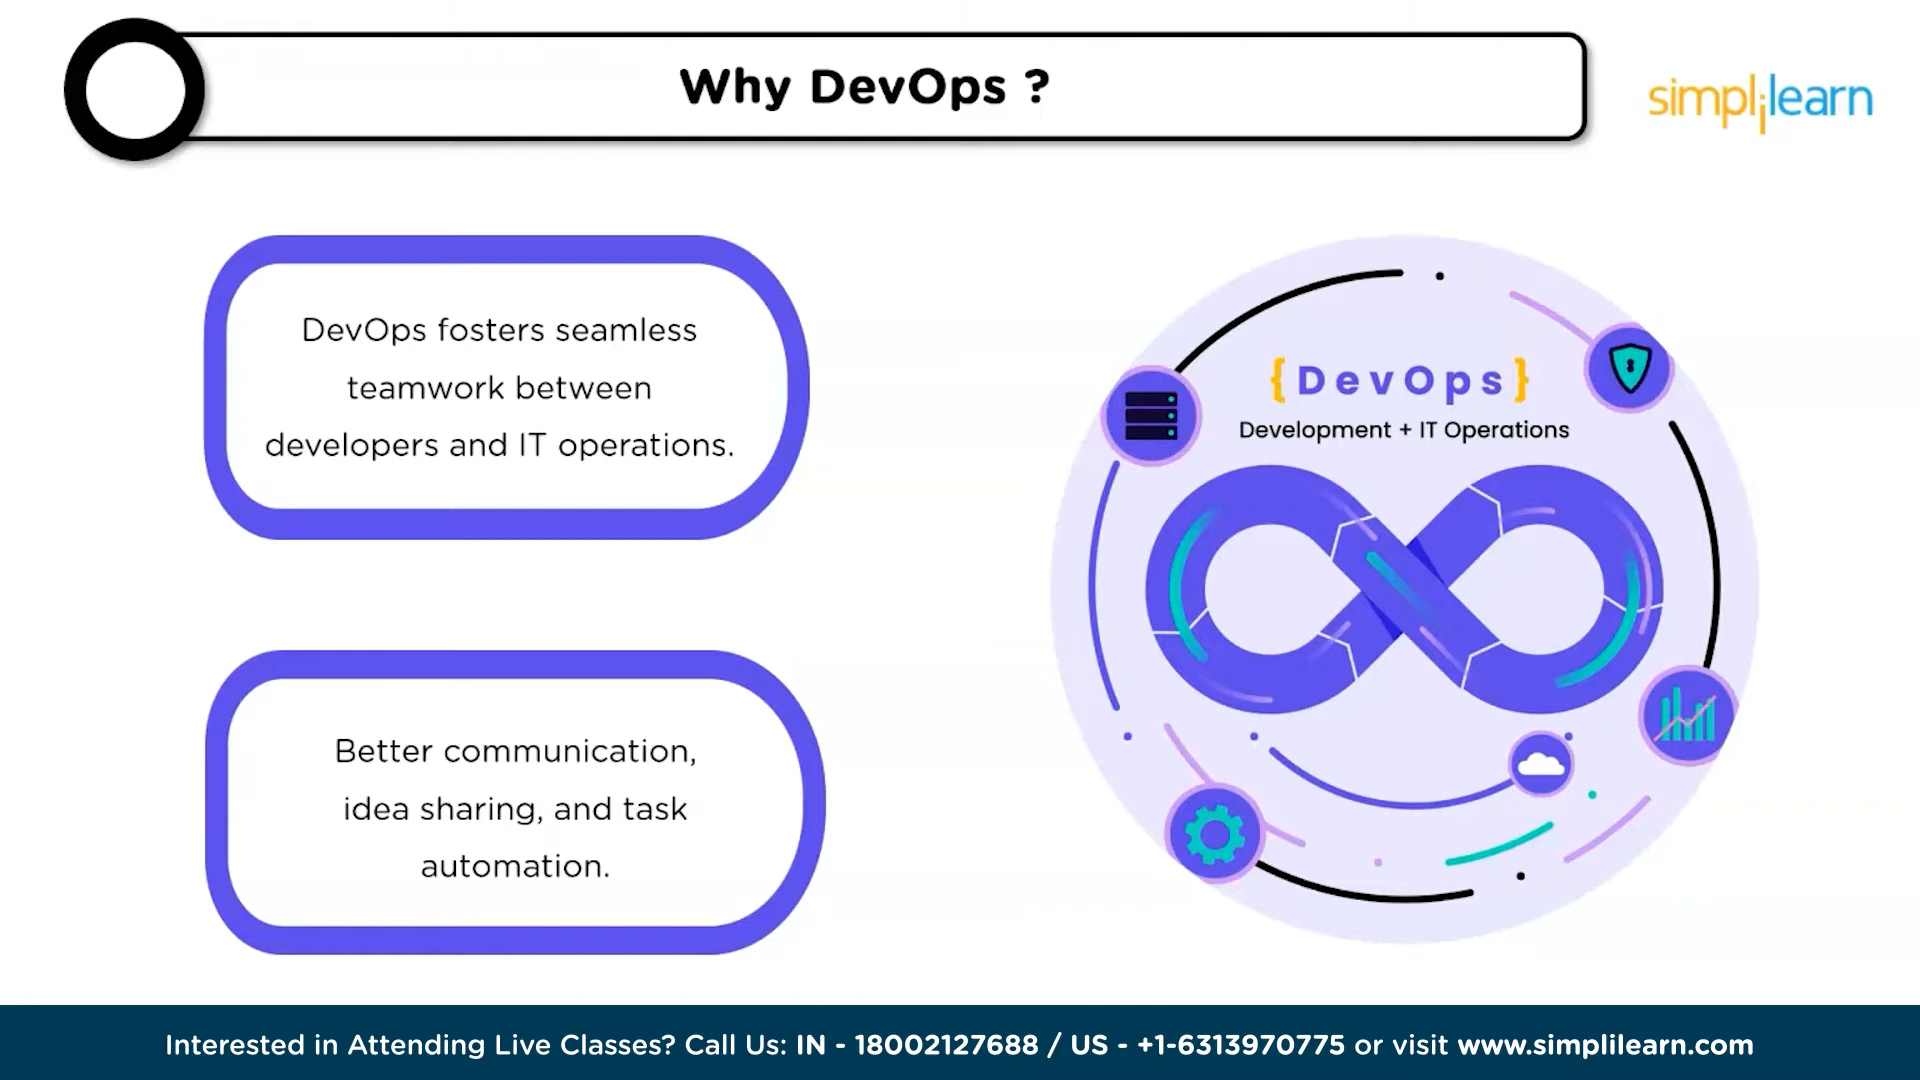 Why DevOps ?
simplilearn
DevOps fosters seamless
teamwork between
developers and IT operations.
Better communication,
idea sharing, and task
automation.
{DevOps}
Development + IT Operations
Interested in Attending Live Classes? Call Us: IN - 18002127688 / US - +1-6313970775 or visit www.simplilearn.com